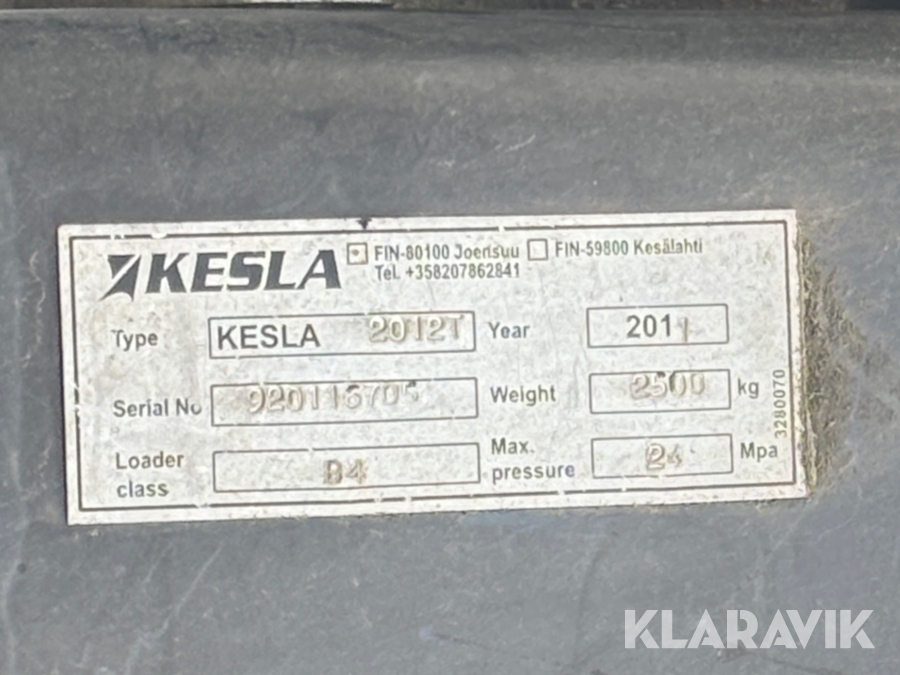 KESLA
FIN-80100 Joensuu FIN-59800 Kesälahti
Tel. +358207862841
Type KESLA 2012T Year 2011
Serial No Weight 2500 kg
Loader class B4 Max. pressure 24 Mpa
3280070
KLARAVIK